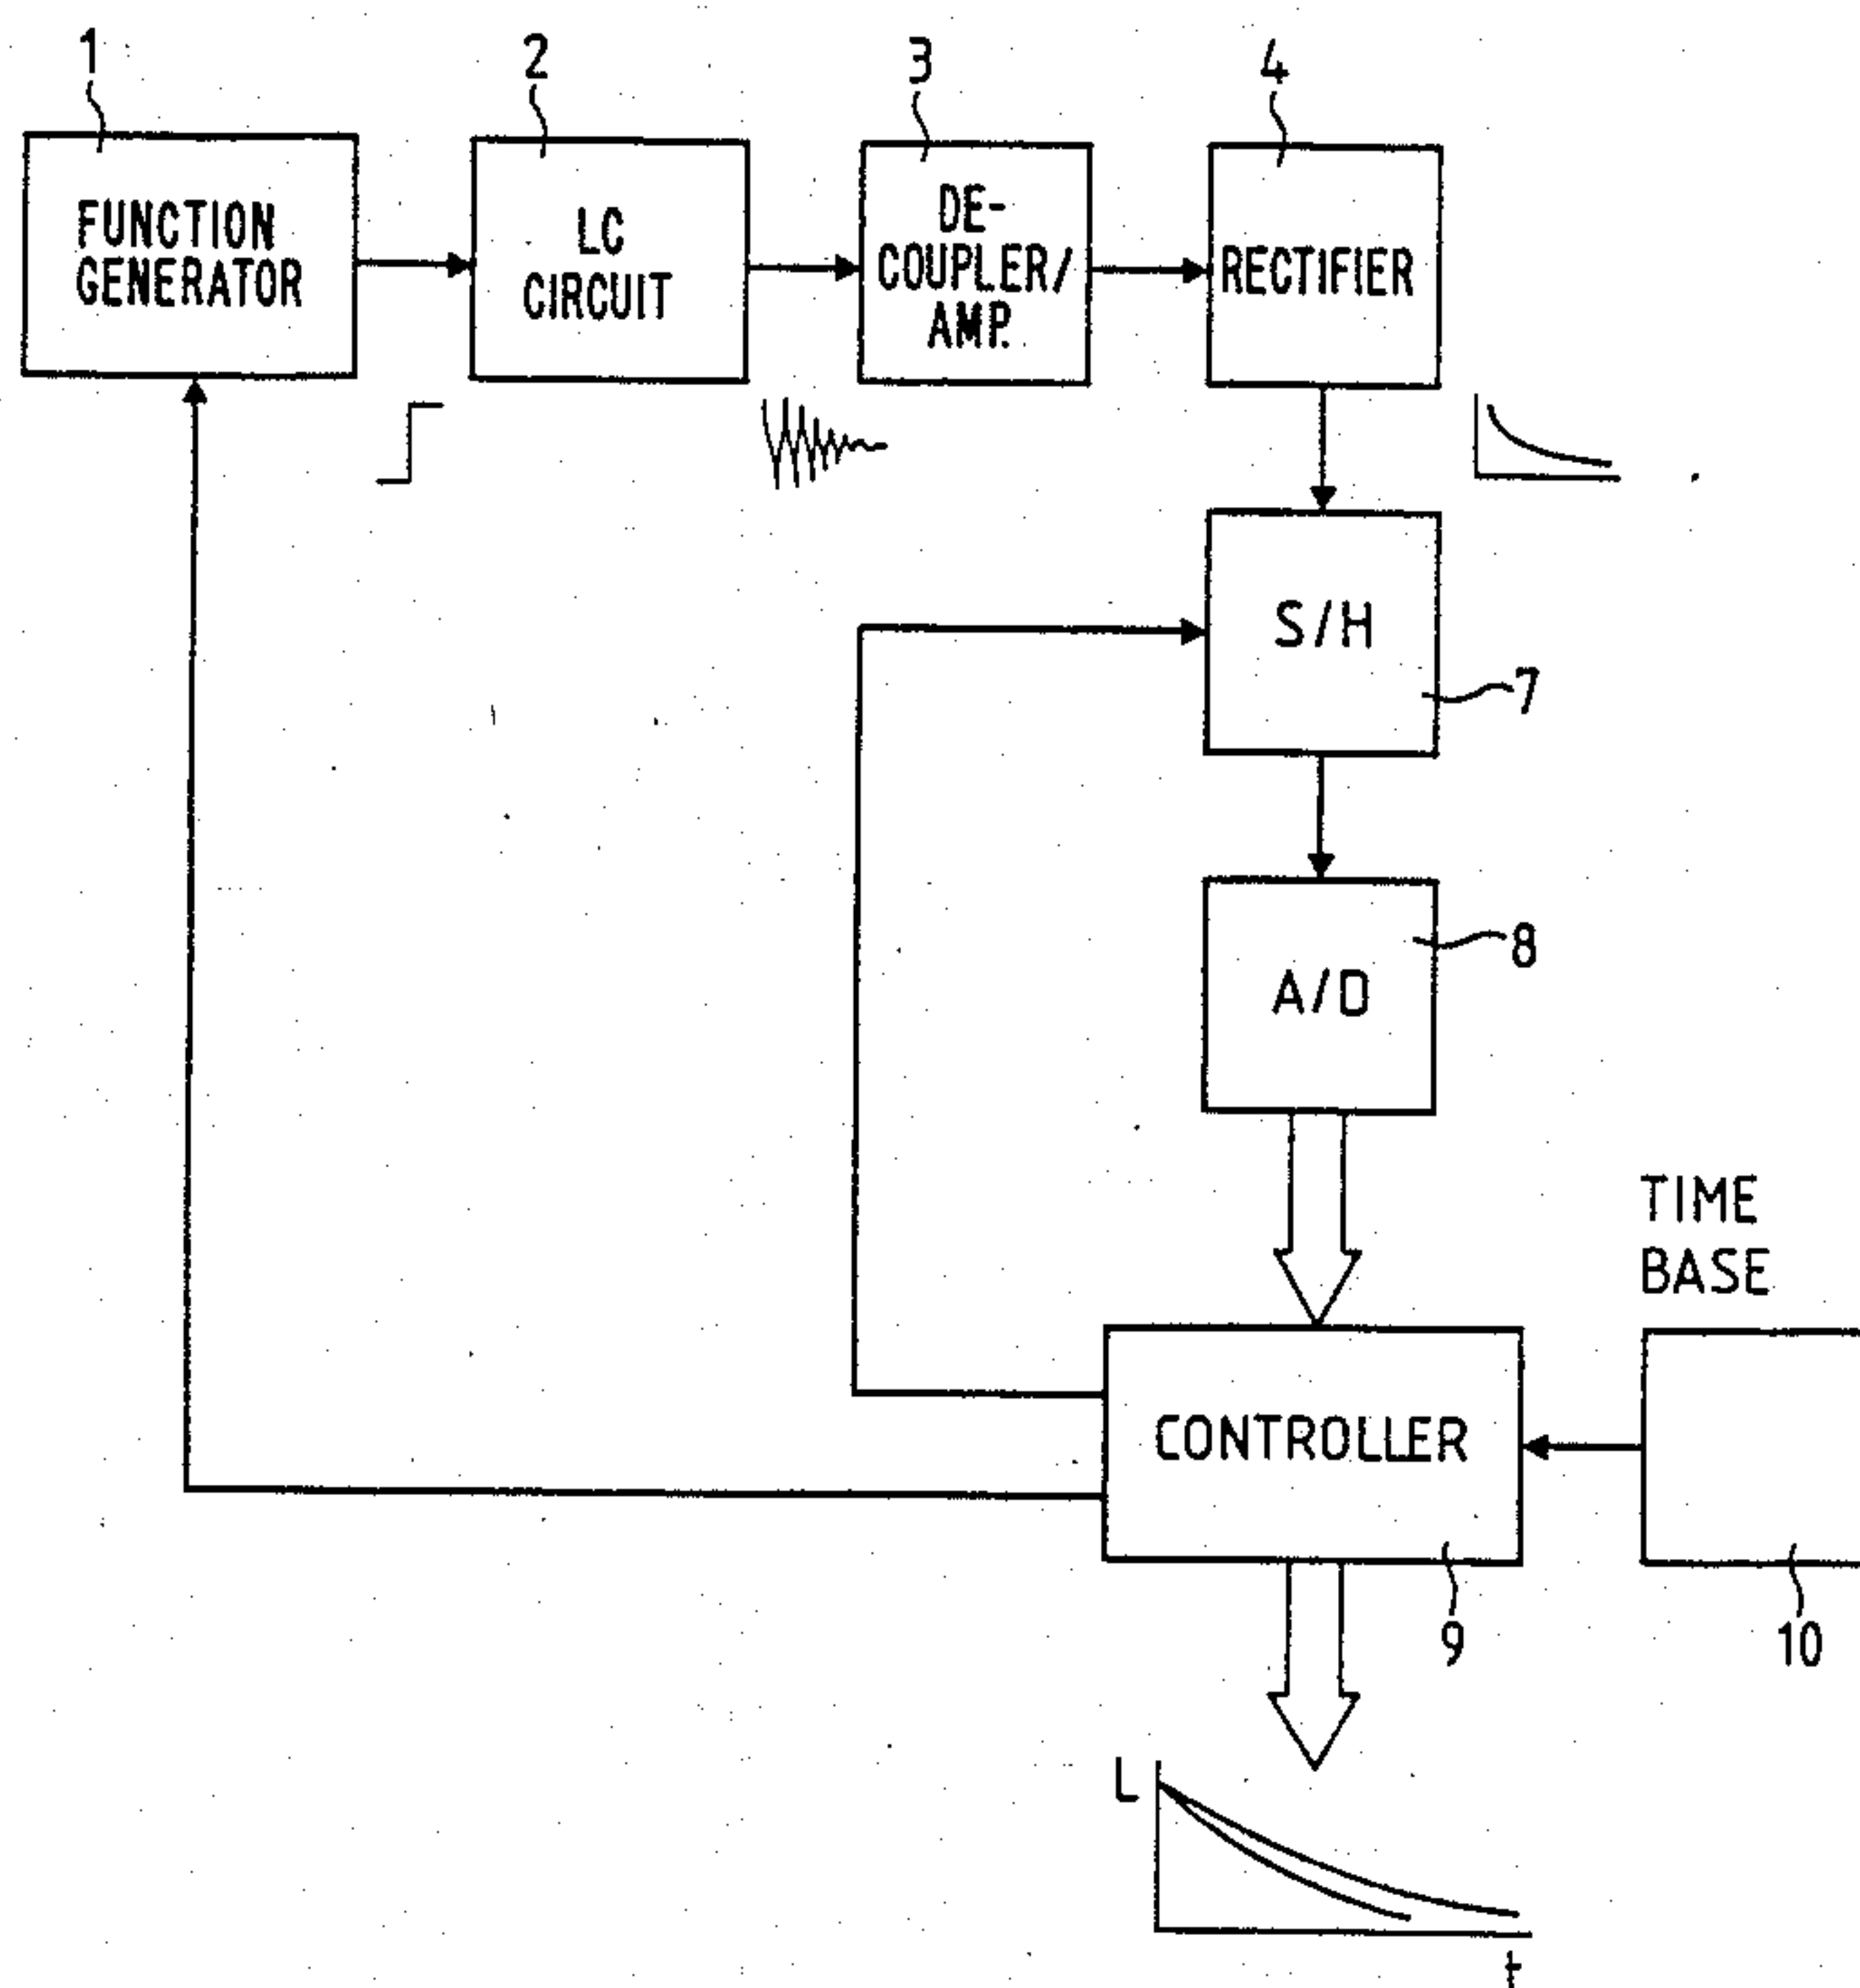 1
2
3
4
FUNCTION
GENERATOR
LC
CIRCUIT
DE-
COUPLER/
AMP.
RECTIFIER
S/H
7
A/D
8
TIME
BASE
CONTROLLER
9
10
L
t